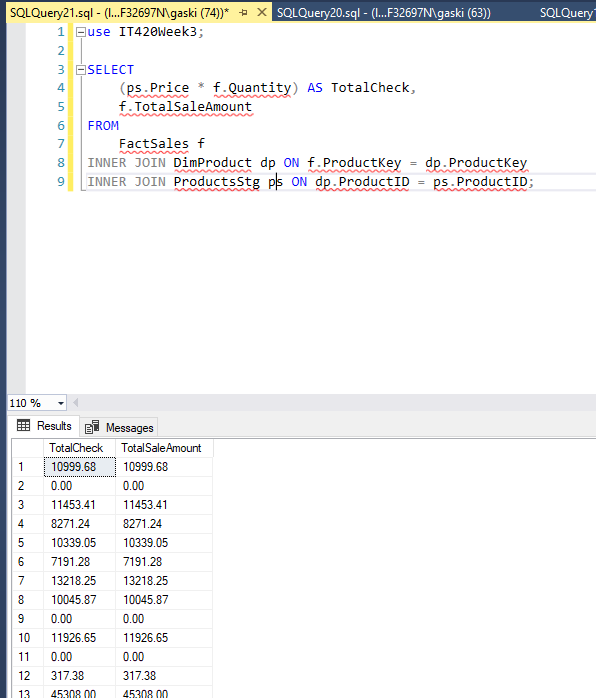 SQLQuery21.sql - (l...F32697N\gaski (74))* SQLQuery20.sql - (l...F32697N\gaski (63)) SQLQuery
1 use IT420Week3;
2
3 SELECT
4 (ps.Price * f.Quantity) AS TotalCheck,
5 f.TotalSaleAmount
6 FROM
7 FactSales f
8 INNER JOIN DimProduct dp ON f.ProductKey = dp.ProductKey
9 INNER JOIN ProductsStg ps ON dp.ProductID = ps.ProductID;
110 %
Results Messages
TotalCheck TotalSaleAmount
1 10999.68 10999.68
2 0.00 0.00
3 11453.41 11453.41
4 8271.24 8271.24
5 10339.05 10339.05
6 7191.28 7191.28
7 13218.25 13218.25
8 10045.87 10045.87
9 0.00 0.00
10 11926.65 11926.65
11 0.00 0.00
12 317.38 317.38
13 45308.00 45308.00